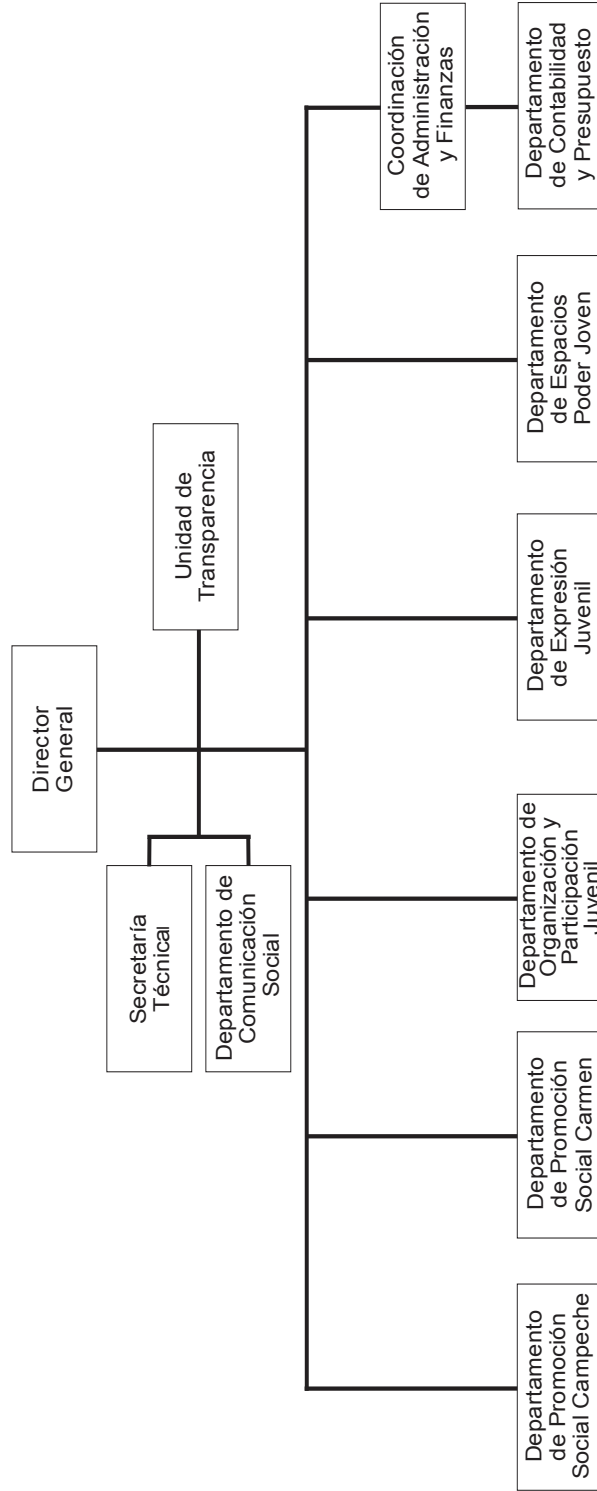 Director
General
Unidad de
Transparencia
Secretaría
Técnical
Departamento de
Comunicación
Social
Coordinación
de Administración
y Finanzas
Departamento
de Promoción
Social Campeche
Departamento
de Promoción
Social Carmen
Departamento de
Organización y
Participación
Juvenil
Departamento
de Expresión
Juvenil
Departamento
de Espacios
Poder Joven
Departamento
de Contabilidad
y Presupuesto